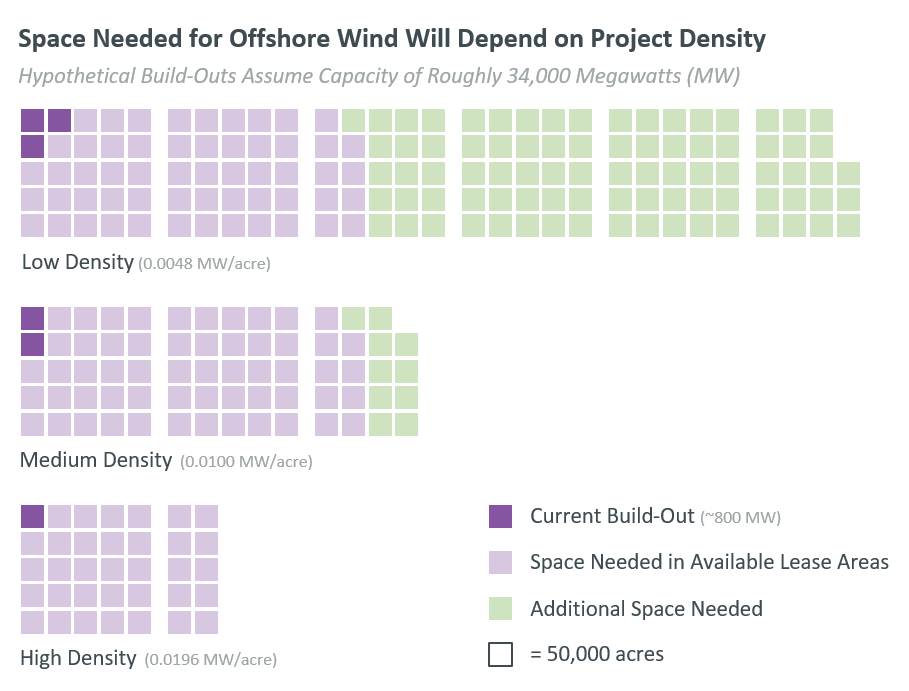 Space Needed for Offshore Wind Will Depend on Project Density
Hypothetical Build-Outs Assume Capacity of Roughly 34,000 Megawatts (MW)
Low Density (0.0048 MW/acre)
Medium Density (0.0100 MW/acre)
High Density (0.0196 MW/acre)
Current Build-Out (~800 MW)
Space Needed in Available Lease Areas
Additional Space Needed
= 50,000 acres